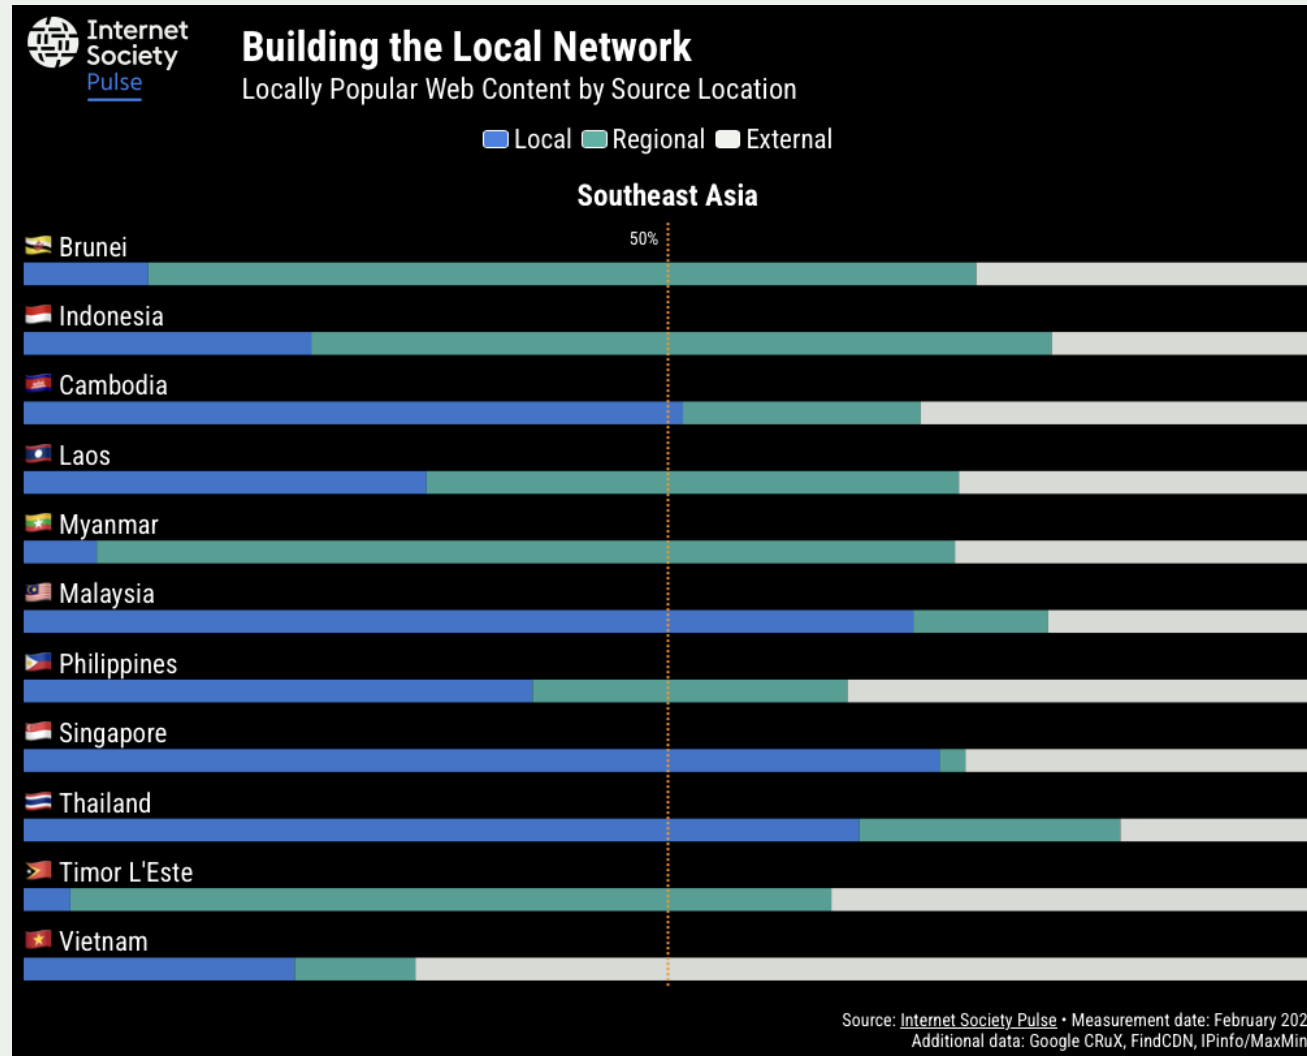 Internet
Society
Pulse
Building the Local Network
Locally Popular Web Content by Source Location
Local Regional External
Southeast Asia
50%
Brunei
Indonesia
Cambodia
Laos
Myanmar
Malaysia
Philippines
Singapore
Thailand
Timor L'Este
Vietnam
Source: Internet Society Pulse • Measurement date: February 202
Additional data: Google CRuX, FindCDN, IPinfo/MaxMin